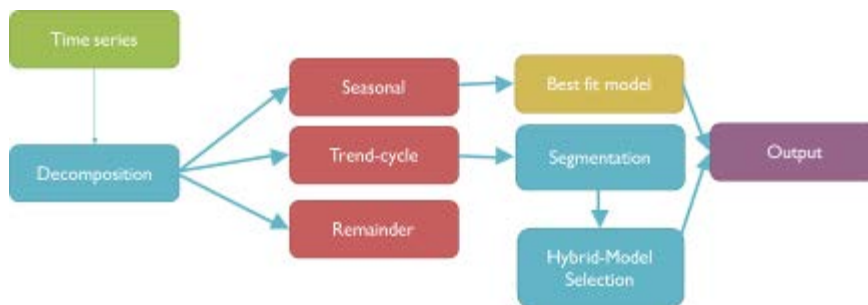 Time series
Seasonal
Best fit model
Decomposition
Trend-cycle
Segmentation
Output
Remainder
Hybrid-Model
Selection